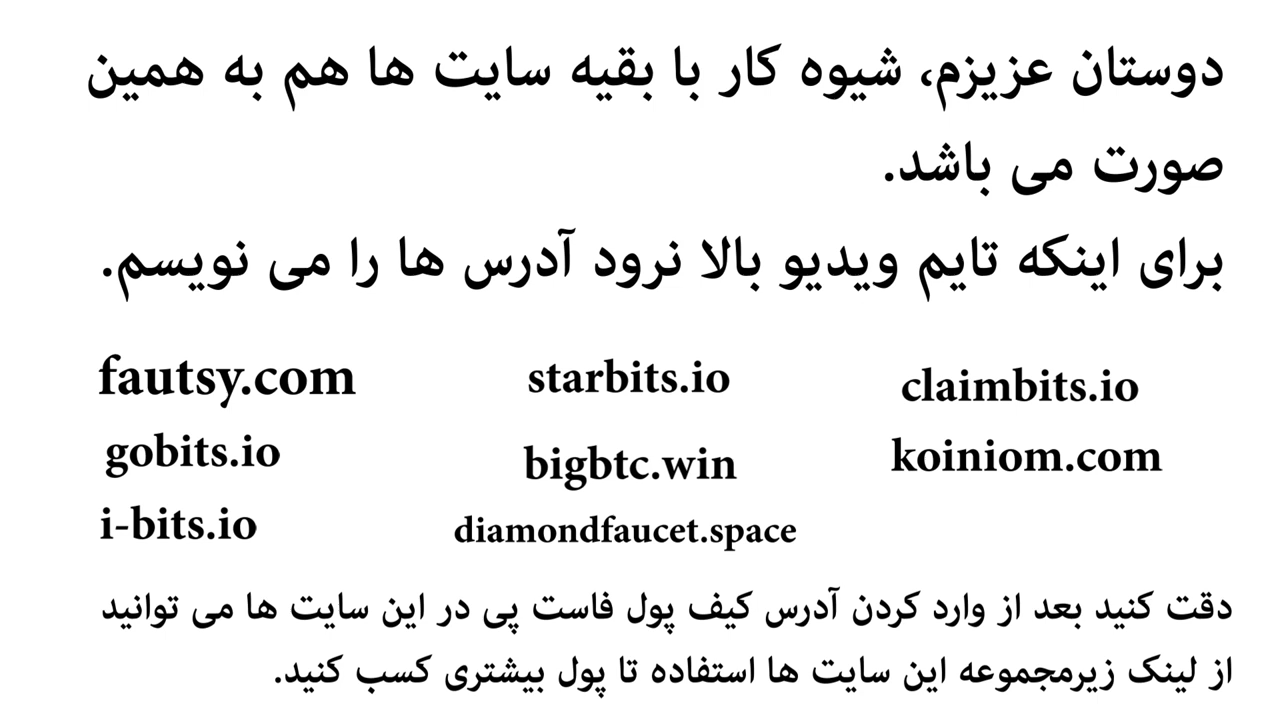 دوستان عزیزم، شیوه کار با بقیه سایت ها هم به همین
صورت می باشد.
برای اینکه تایم ویدیو بالا نرود آدرس ها را می نویسم.
fautsy.com starbits.io claimbits.io
gobits.io bigbtc.win koiniom.com
i-bits.io diamondfaucet.space
دقت کنید بعد از وارد کردن آدرس کیف پول فاست پی در این سایت ها می توانید
از لینک زیرمجموعه این سایت ها استفاده تا پول بیشتری کسب کنید.